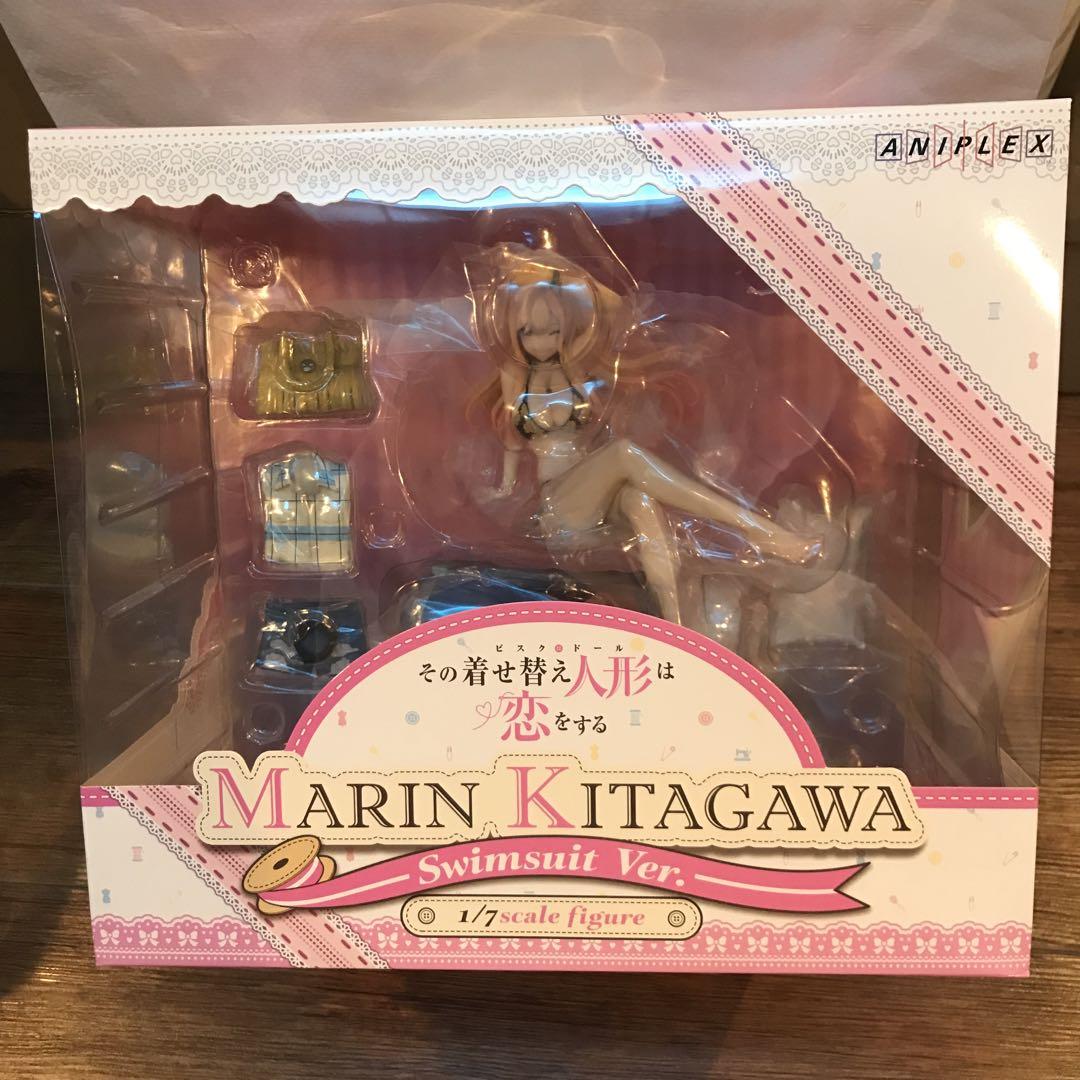 ANIPLEX
ビスク・ドール
その着せ替え人形は
恋をする
MARIN KITAGAWA
Swimsuit Ver.
1/7 scale figure